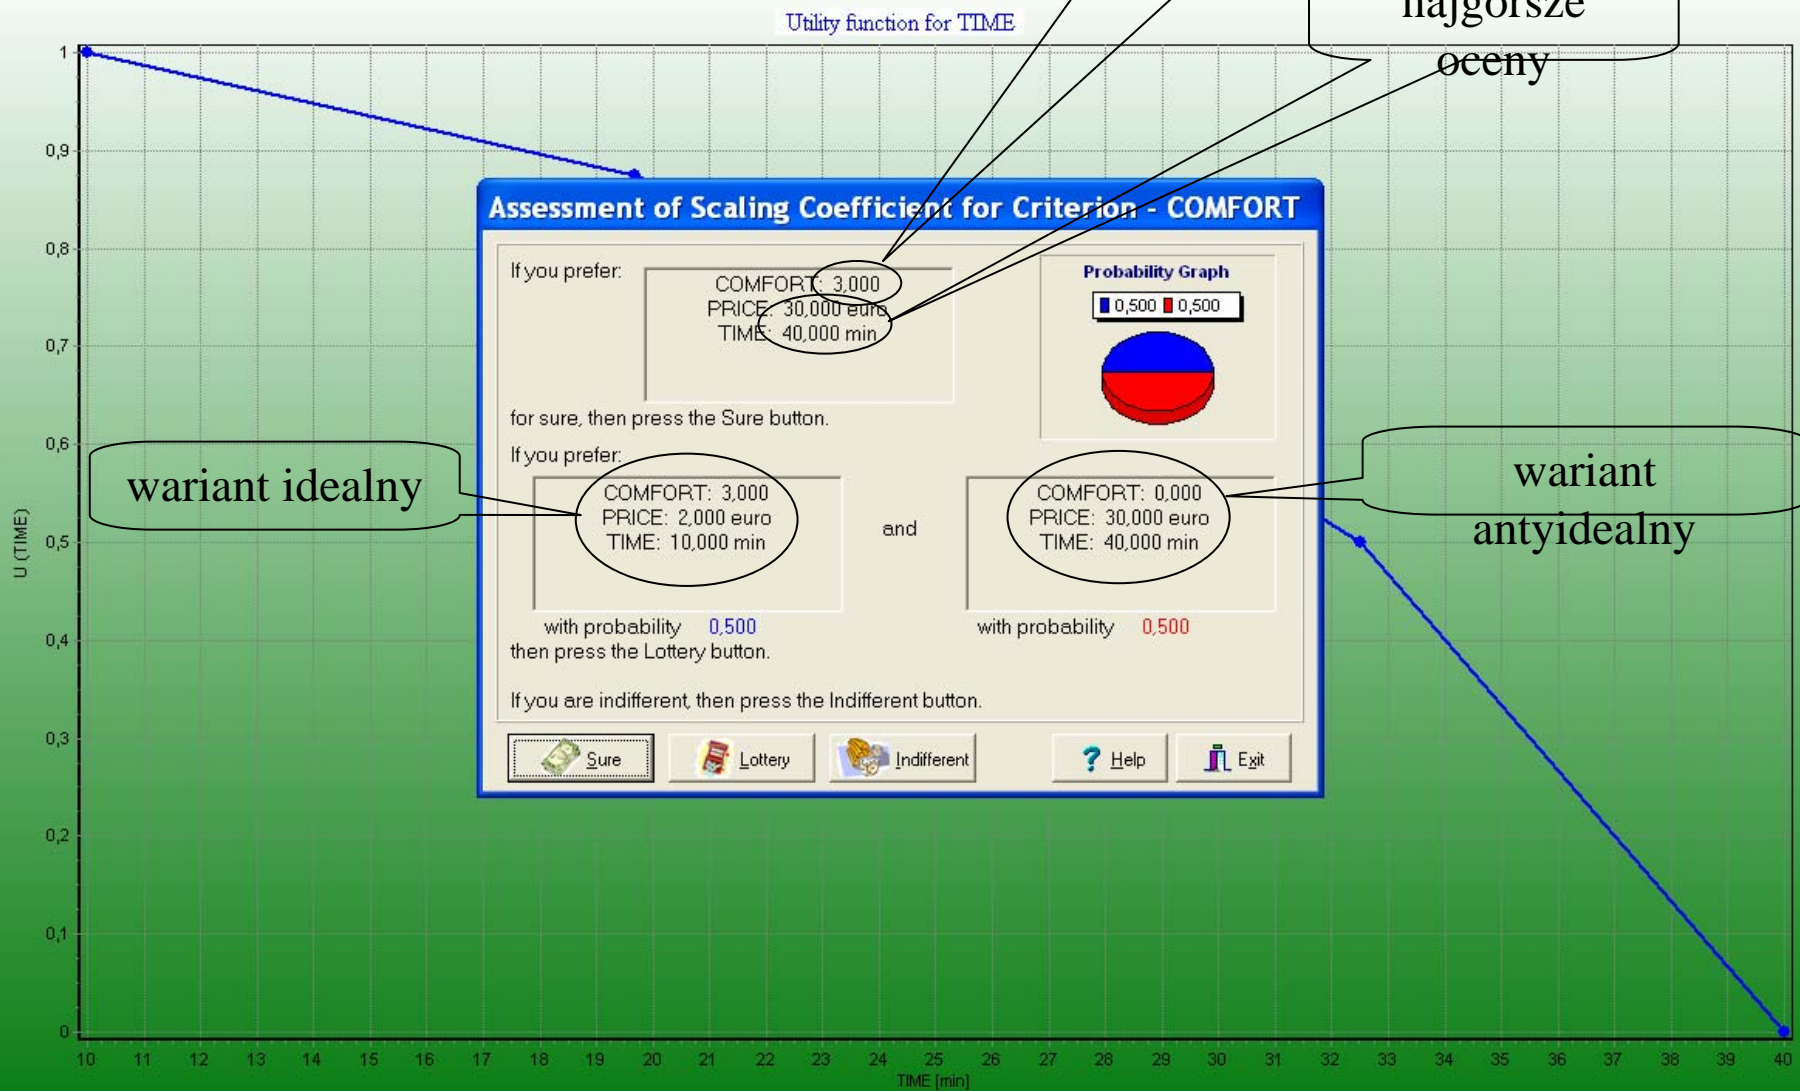 najgorsze
oceny
Utility function for TIME
1
0,9
0,8
0,7
0,6
0,5
0,4
0,3
0,2
0,1
0
U (TIME)
Assessment of Scaling Coefficient for Criterion - COMFORT
If you prefer:
COMFORT: 3,000
PRICE: 30,000 euro
TIME: 40,000 min
Probability Graph
0,500 0,500
for sure, then press the Sure button.
If you prefer:
wariant idealny
COMFORT: 3,000
PRICE: 2,000 euro
TIME: 10,000 min
and
COMFORT: 0,000
PRICE: 30,000 euro
TIME: 40,000 min
wariant
antyidealny
with probability 0,500
with probability 0,500
then press the Lottery button.
If you are indifferent, then press the Indifferent button.
Sure Lottery Indifferent Help Exit
10 11 12 13 14 15 16 17 18 19 20 21 22 23 24 25 26 27 28 29 30 31 32 33 34 35 36 37 38 39 40
TIME [min]